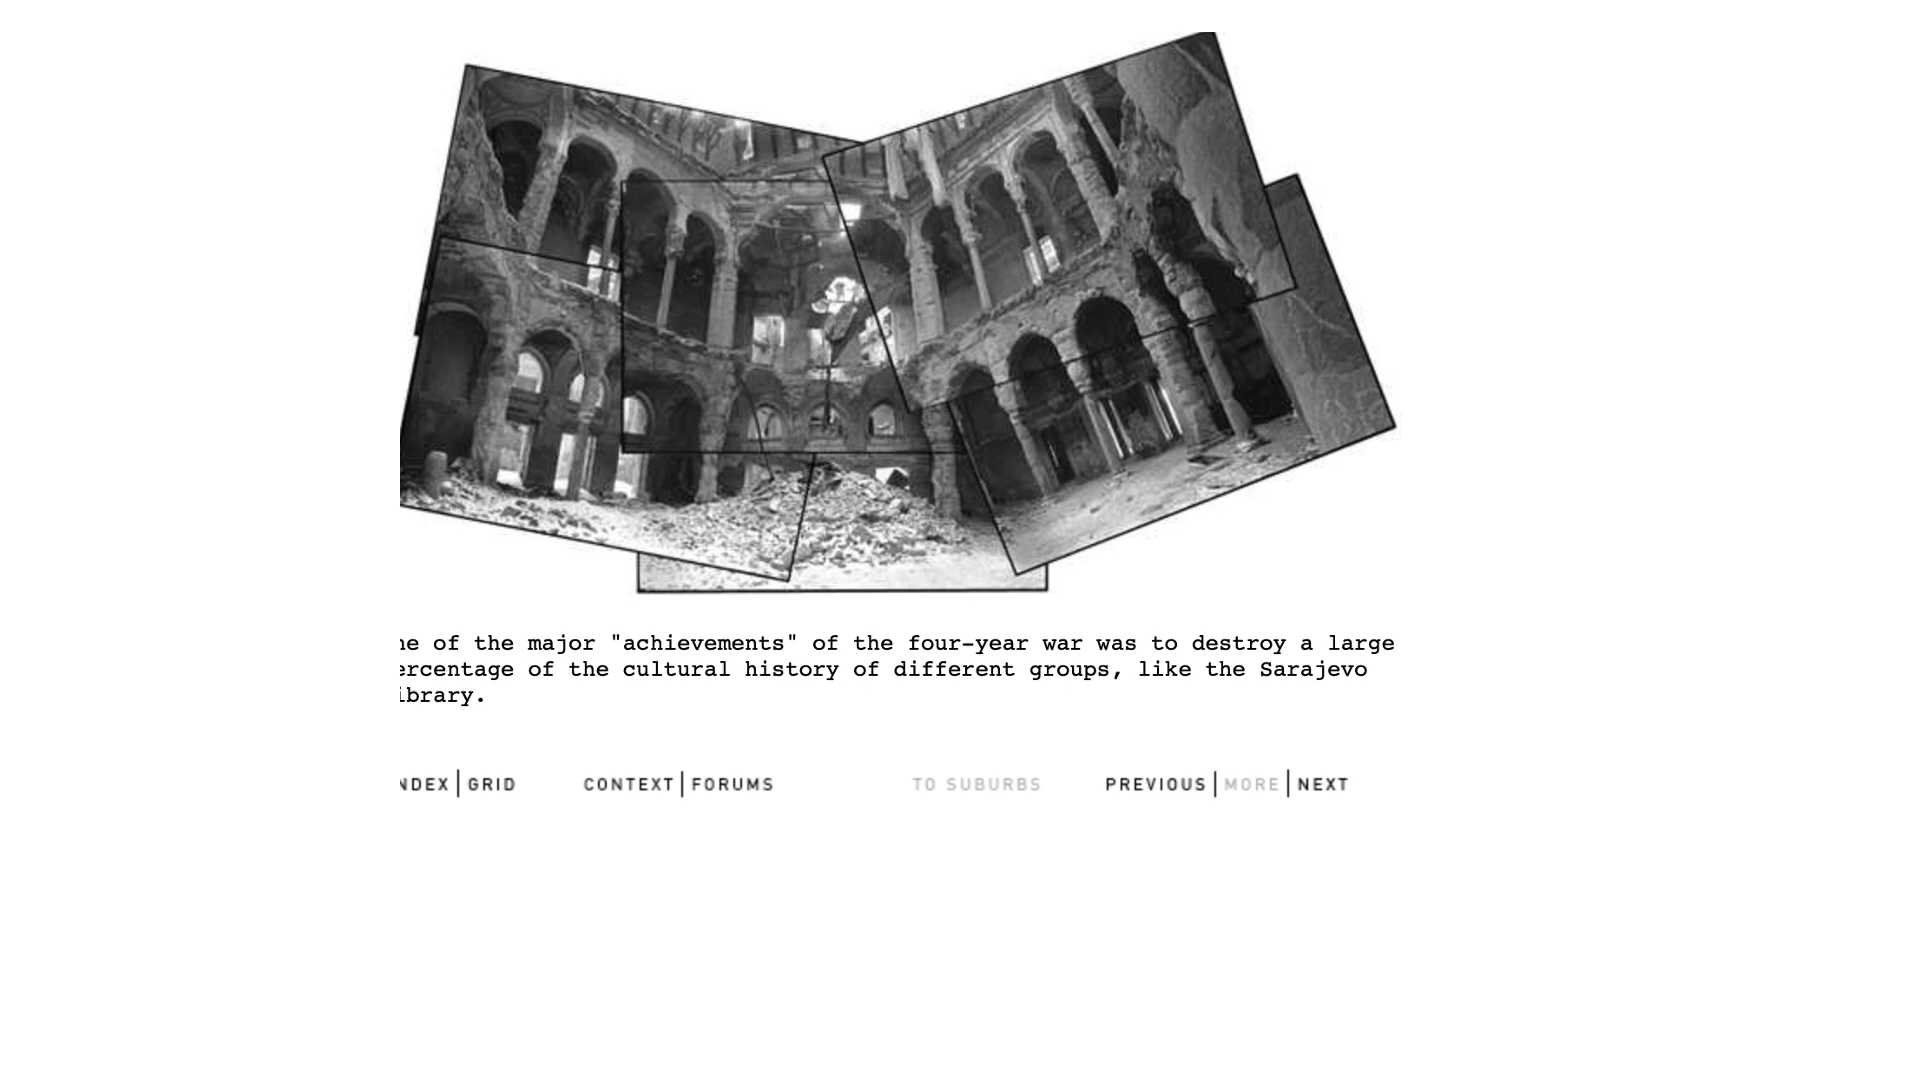 ne of the major "achievements" of the four-year war was to destroy a large
ercentage of the cultural history of different groups, like the Sarajevo
ibrary.
NDEX | GRID CONTEXT | FORUMS TO SUBURBS PREVIOUS | MORE | NEXT